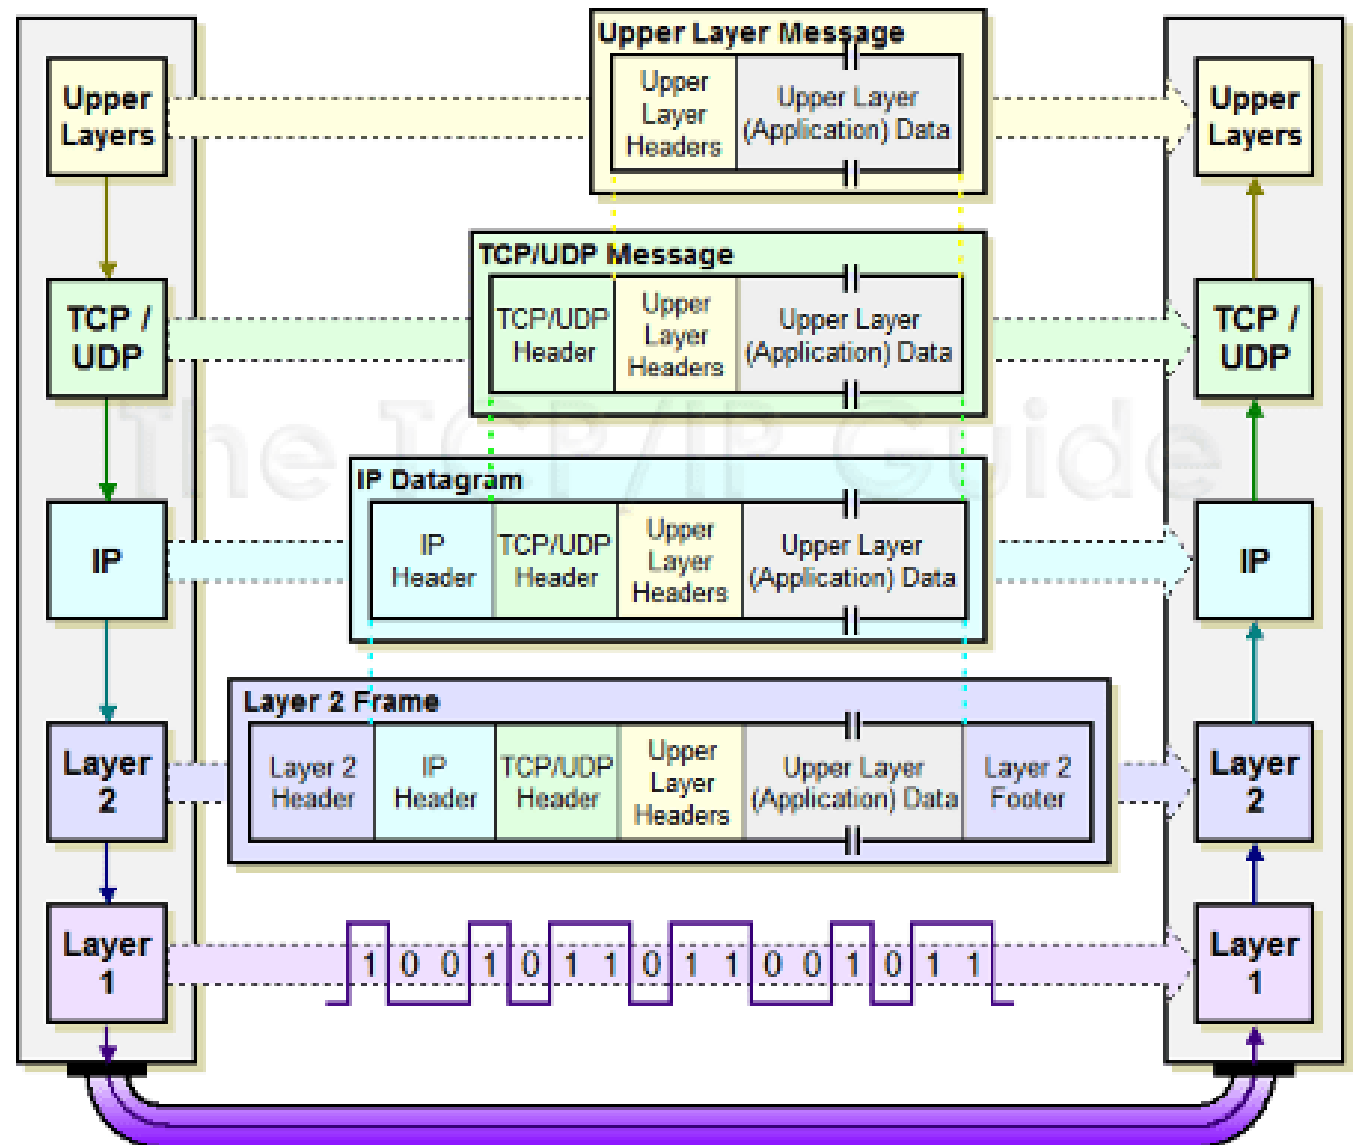 Upper Layer Message
Upper
Layers
Upper
Layer
Headers
Upper Layer
(Application) Data
Upper
Layers
TCP/UDP Message
TCP /
UDP
TCP/UDP
Header
Upper
Layer
Headers
Upper Layer
(Application) Data
TCP /
UDP
The TCP/IP Guide
IP Datagram
IP
IP
Header
TCP/UDP
Header
Upper
Layer
Headers
Upper Layer
(Application) Data
IP
Layer 2 Frame
Layer
2
Layer 2
Header
IP
Header
TCP/UDP
Header
Upper
Layer
Headers
Upper Layer
(Application) Data
Layer 2
Footer
Layer
2
Layer
1
1 0 0 1 0 1 1 0 1 1 0 0 1 0 1 1
Layer
1